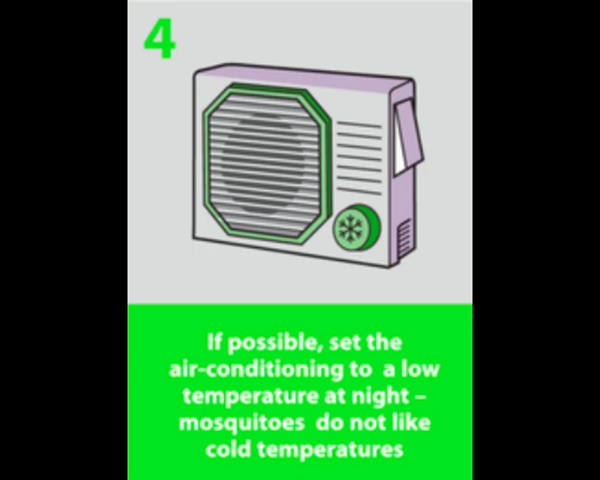 4
If possible, set the
air-conditioning to  a low
temperature at night –
mosquitoes  do not like
cold temperatures